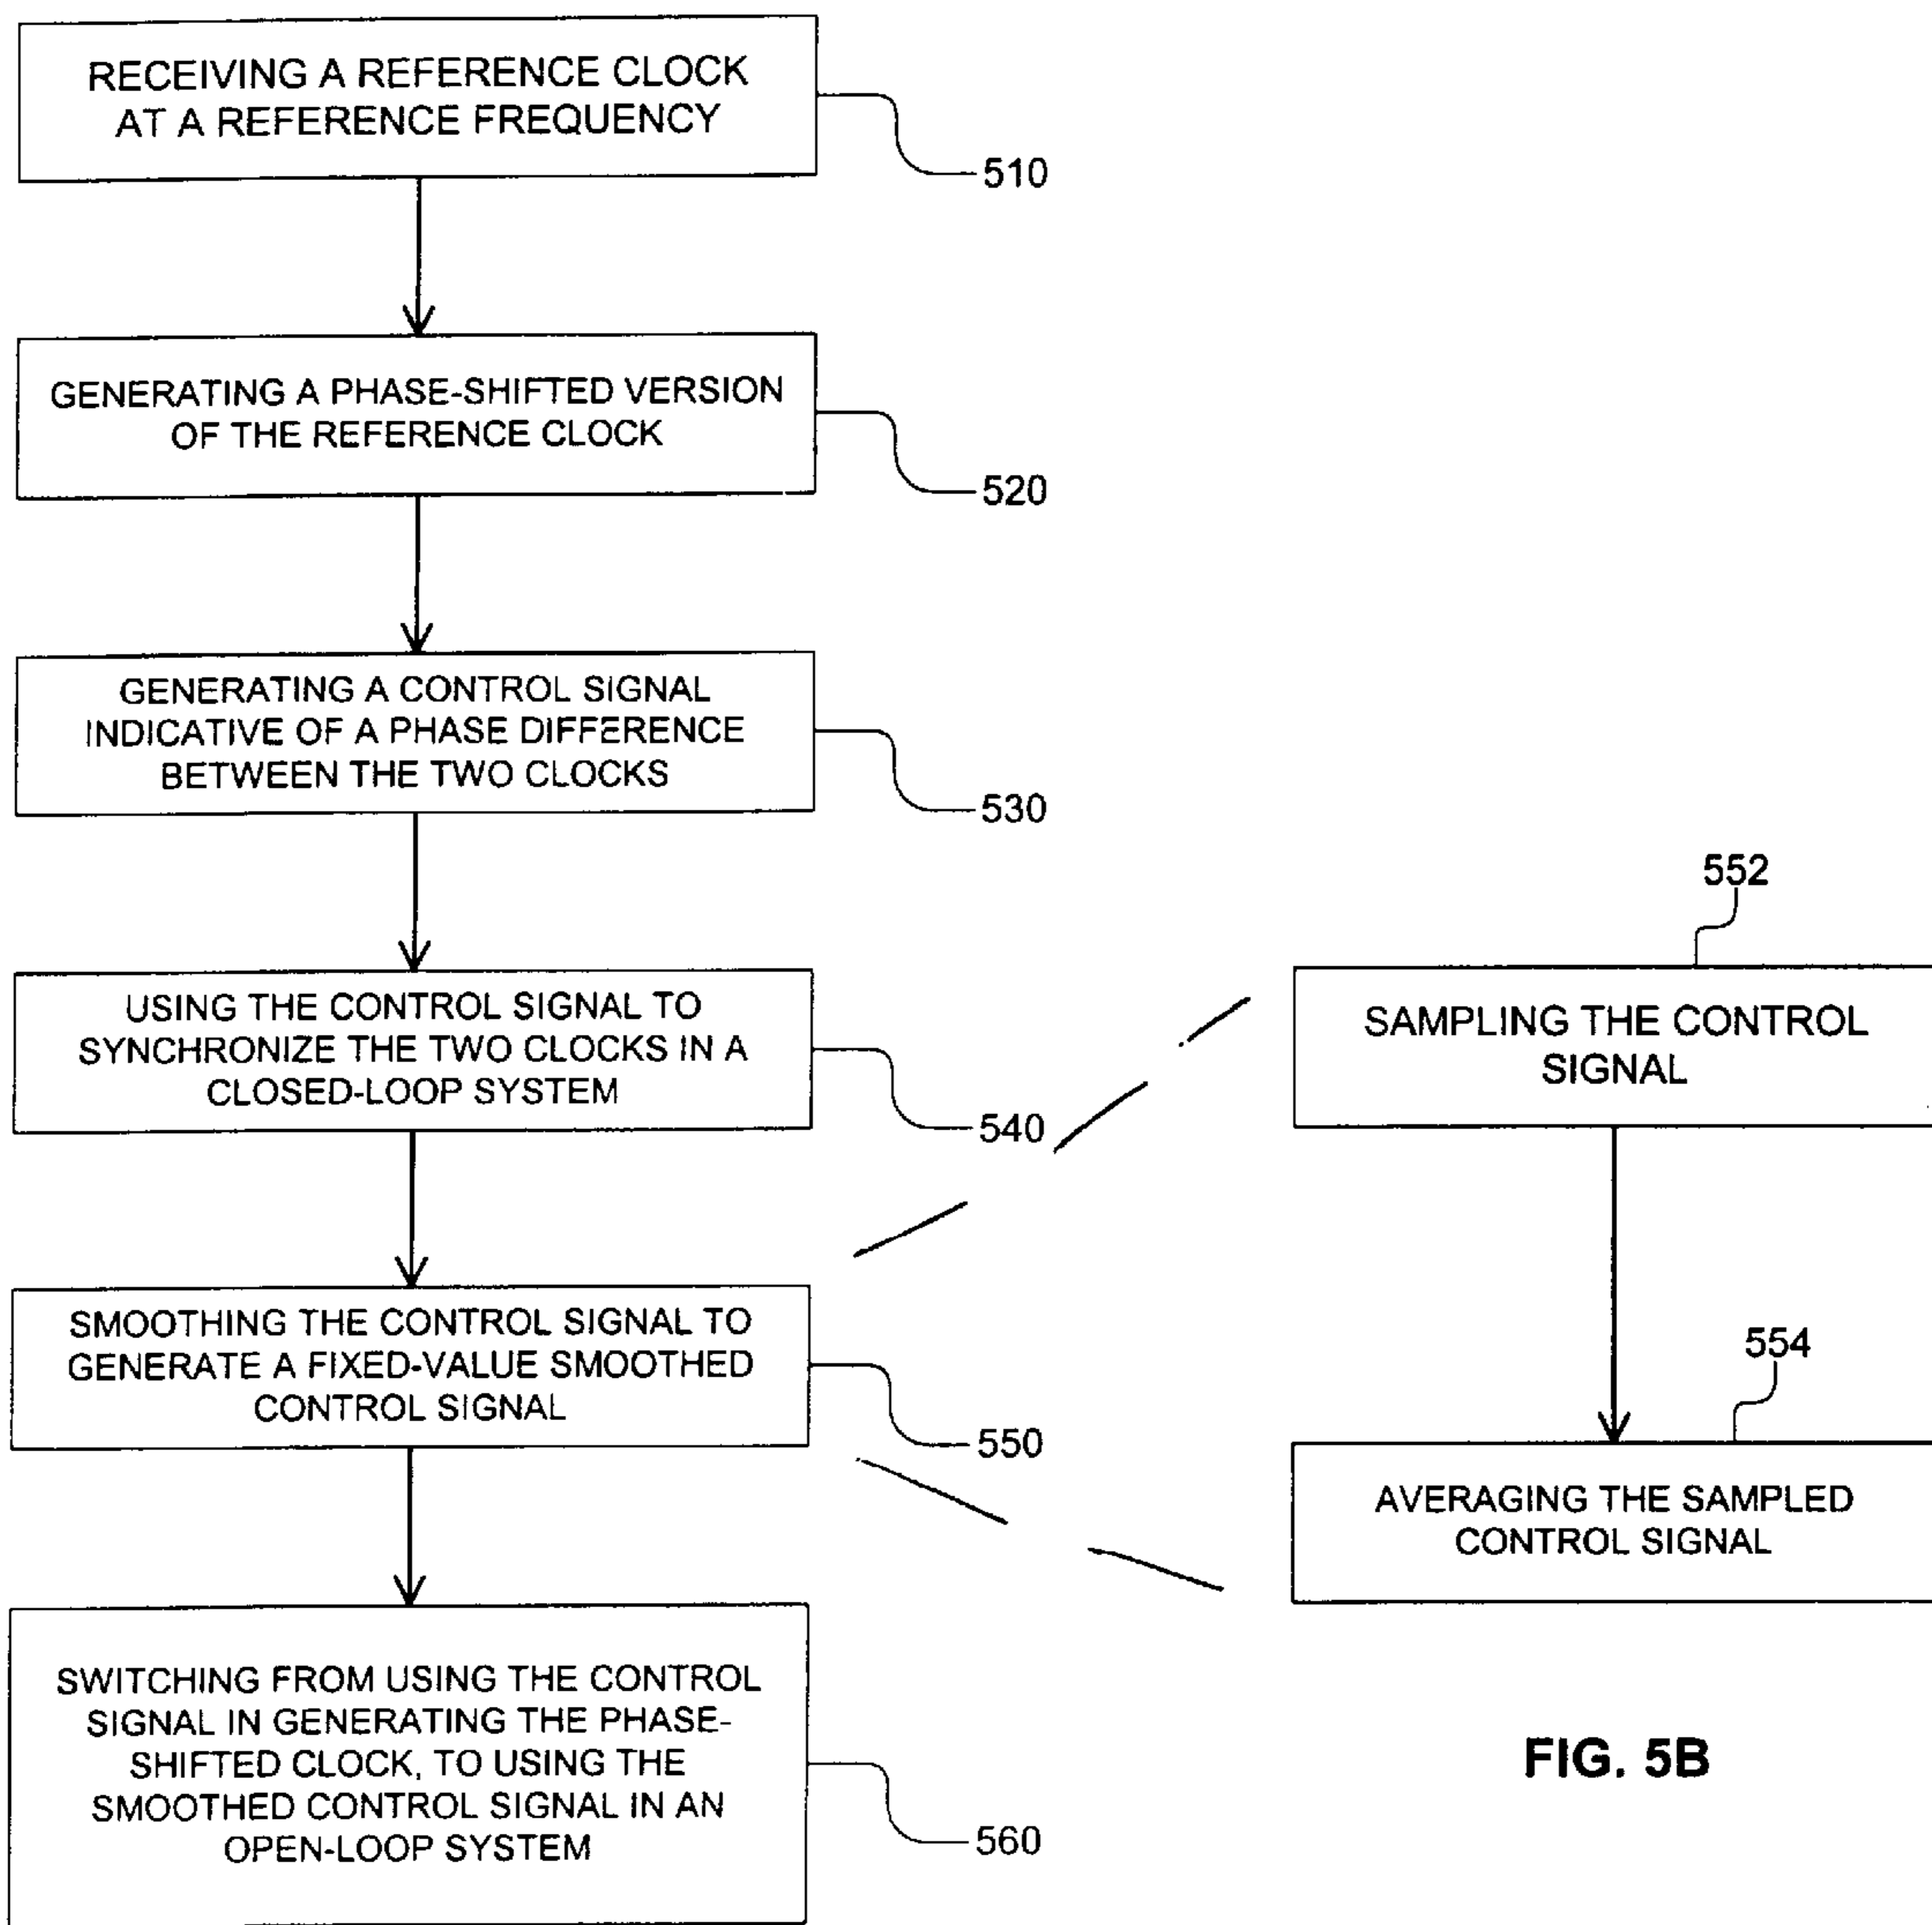 RECEIVING A REFERENCE CLOCK
AT A REFERENCE FREQUENCY
510
GENERATING A PHASE-SHIFTED VERSION
OF THE REFERENCE CLOCK
520
GENERATING A CONTROL SIGNAL
INDICATIVE OF A PHASE DIFFERENCE
BETWEEN THE TWO CLOCKS
530
USING THE CONTROL SIGNAL TO
SYNCHRONIZE THE TWO CLOCKS IN A
CLOSED-LOOP SYSTEM
540
SMOOTHING THE CONTROL SIGNAL TO
GENERATE A FIXED-VALUE SMOOTHED
CONTROL SIGNAL
550
SWITCHING FROM USING THE CONTROL
SIGNAL IN GENERATING THE PHASE-
SHIFTED CLOCK, TO USING THE
SMOOTHED CONTROL SIGNAL IN AN
OPEN-LOOP SYSTEM
560
552
SAMPLING THE CONTROL
SIGNAL
554
AVERAGING THE SAMPLED
CONTROL SIGNAL
FIG. 5B